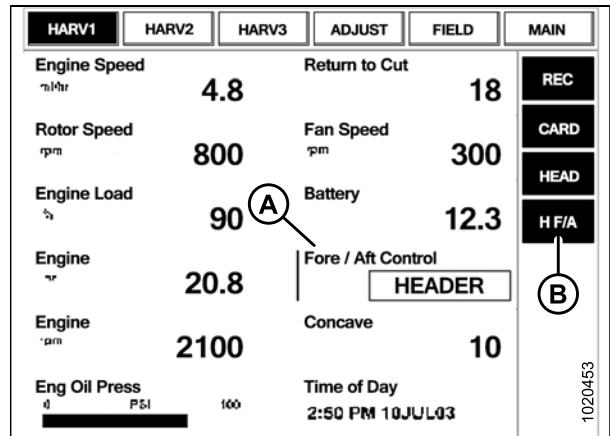 HARV1 HARV2 HARV3 ADJUST FIELD MAIN
Engine Speed Return to Cut REC
4.8 18
Rotor Speed Fan Speed CARD
rpm rpm
800 300
HEAD
Engine Load A Battery H F/A
90 12.3
Engine Fore / Aft Control
20.8 HEADER B
Engine Concave
rpm
2100 10
Eng Oil Press Time of Day
0 PSI 100 2:50 PM 10JUL03
1020453